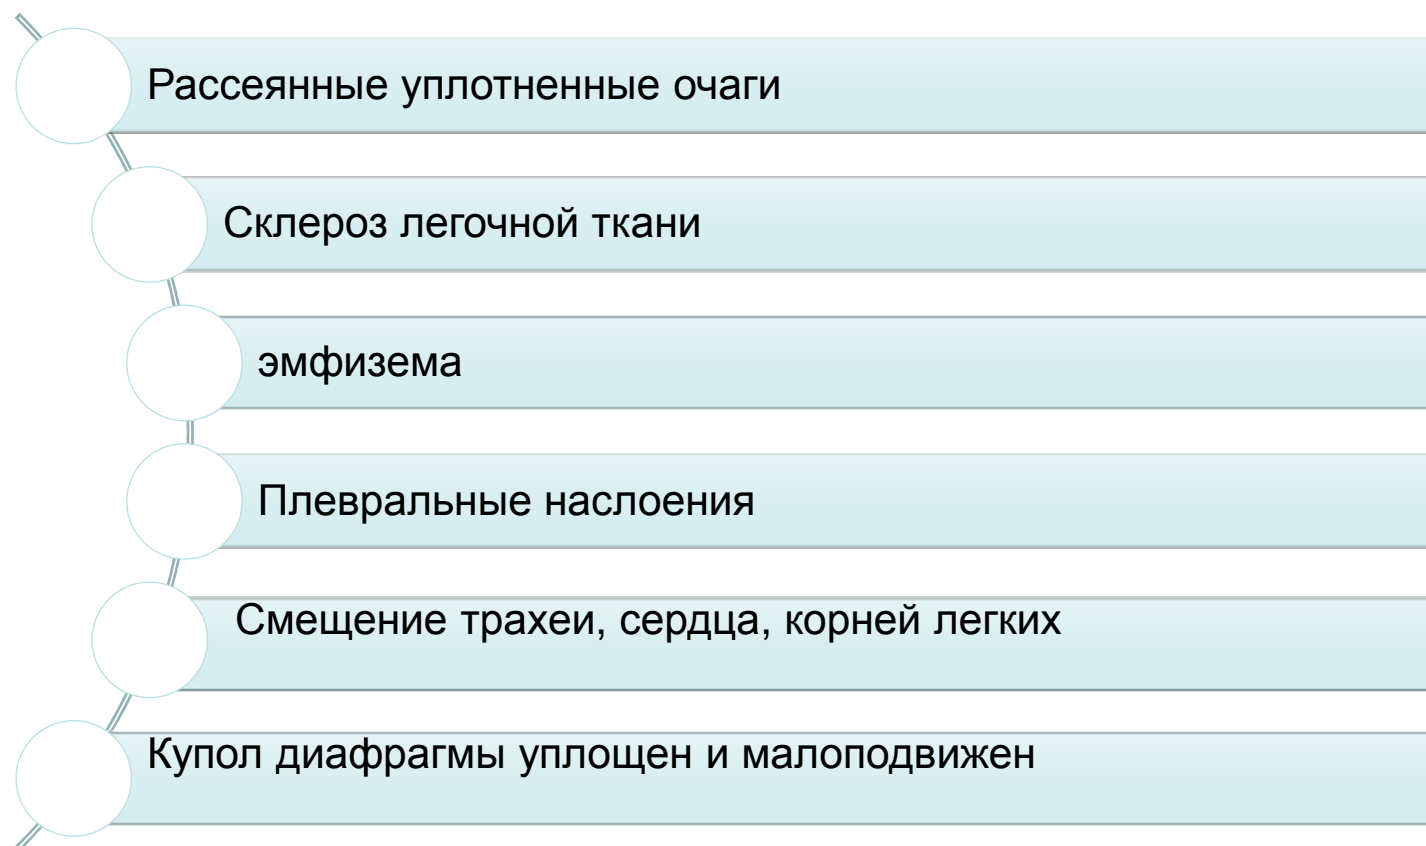 Рассеянные уплотненные очаги
Склероз легочной ткани
эмфизема
Плевральные наслоения
Смещение трахеи, сердца, корней легких
Купол диафрагмы уплощен и малоподвижен